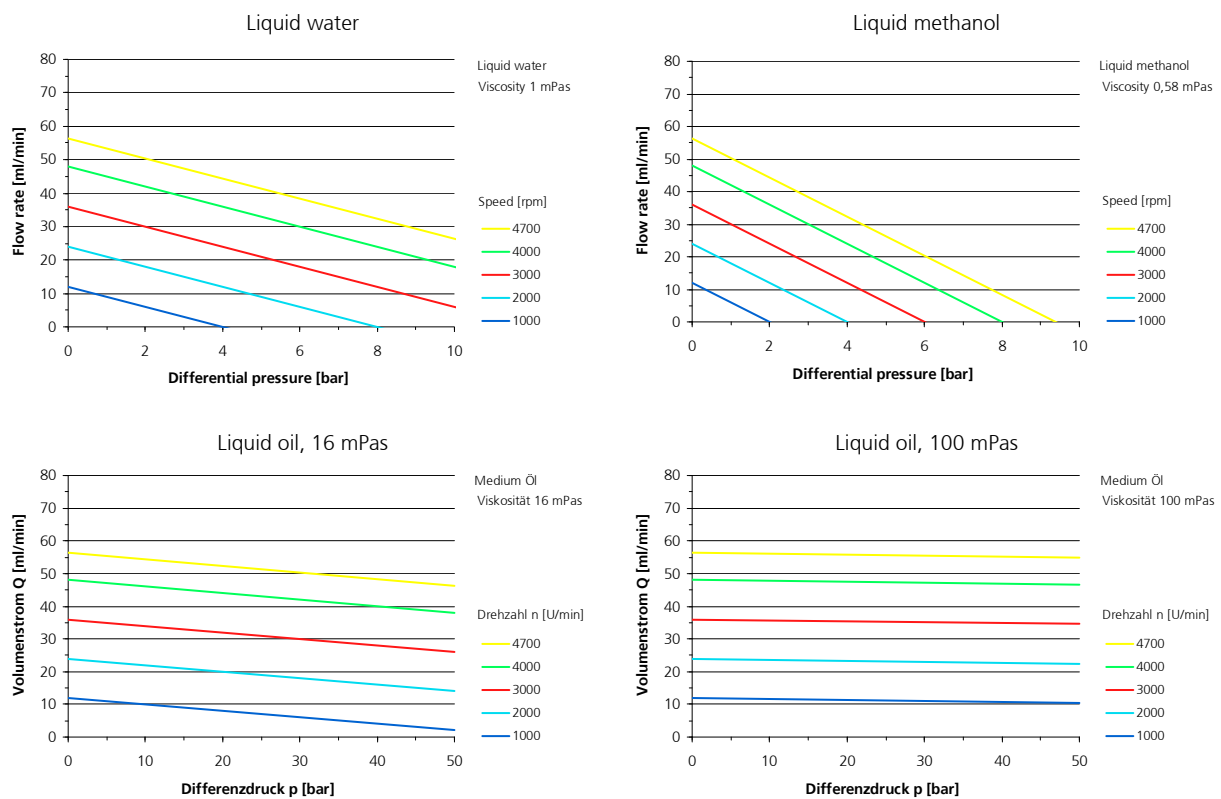 Liquid water
80
70
60
50
40
30
20
10
0
0 2 4 6 8 10
Flow rate [ml/min]
Differential pressure [bar]
Liquid water
Viscosity 1 mPas
Speed [rpm]
4700
4000
3000
2000
1000
Liquid methanol
80
70
60
50
40
30
20
10
0
0 2 4 6 8 10
Flow rate [ml/min]
Differential pressure [bar]
Liquid methanol
Viscosity 0,58 mPas
Speed [rpm]
4700
4000
3000
2000
1000
Liquid oil, 16 mPas
80
70
60
50
40
30
20
10
0
0 10 20 30 40 50
Volumenstrom Q [ml/min]
Differenzdruck p [bar]
Medium Öl
Viskosität 16 mPas
Drehzahl n [U/min]
4700
4000
3000
2000
1000
Liquid oil, 100 mPas
80
70
60
50
40
30
20
10
0
0 10 20 30 40 50
Volumenstrom Q [ml/min]
Differenzdruck p [bar]
Medium Öl
Viskosität 100 mPas
Drehzahl n [U/min]
4700
4000
3000
2000
1000